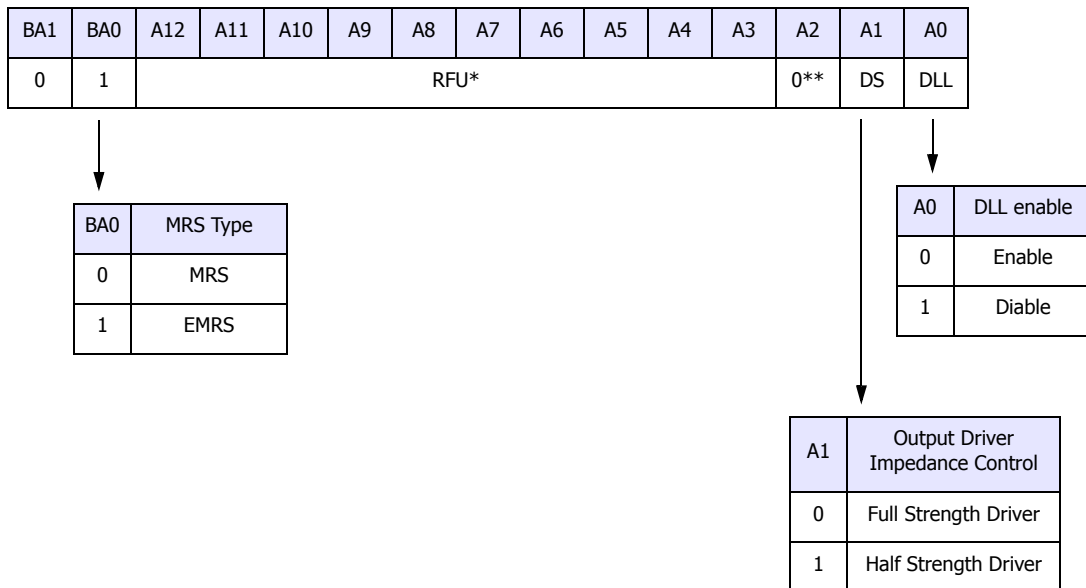 BA1 BA0 A12 A11 A10 A9 A8 A7 A6 A5 A4 A3 A2 A1 A0
0 1 RFU* 0** DS DLL
BA0 MRS Type
0 MRS
1 EMRS
A0 DLL enable
0 Enable
1 Diable
A1 Output Driver
Impedance Control
0 Full Strength Driver
1 Half Strength Driver